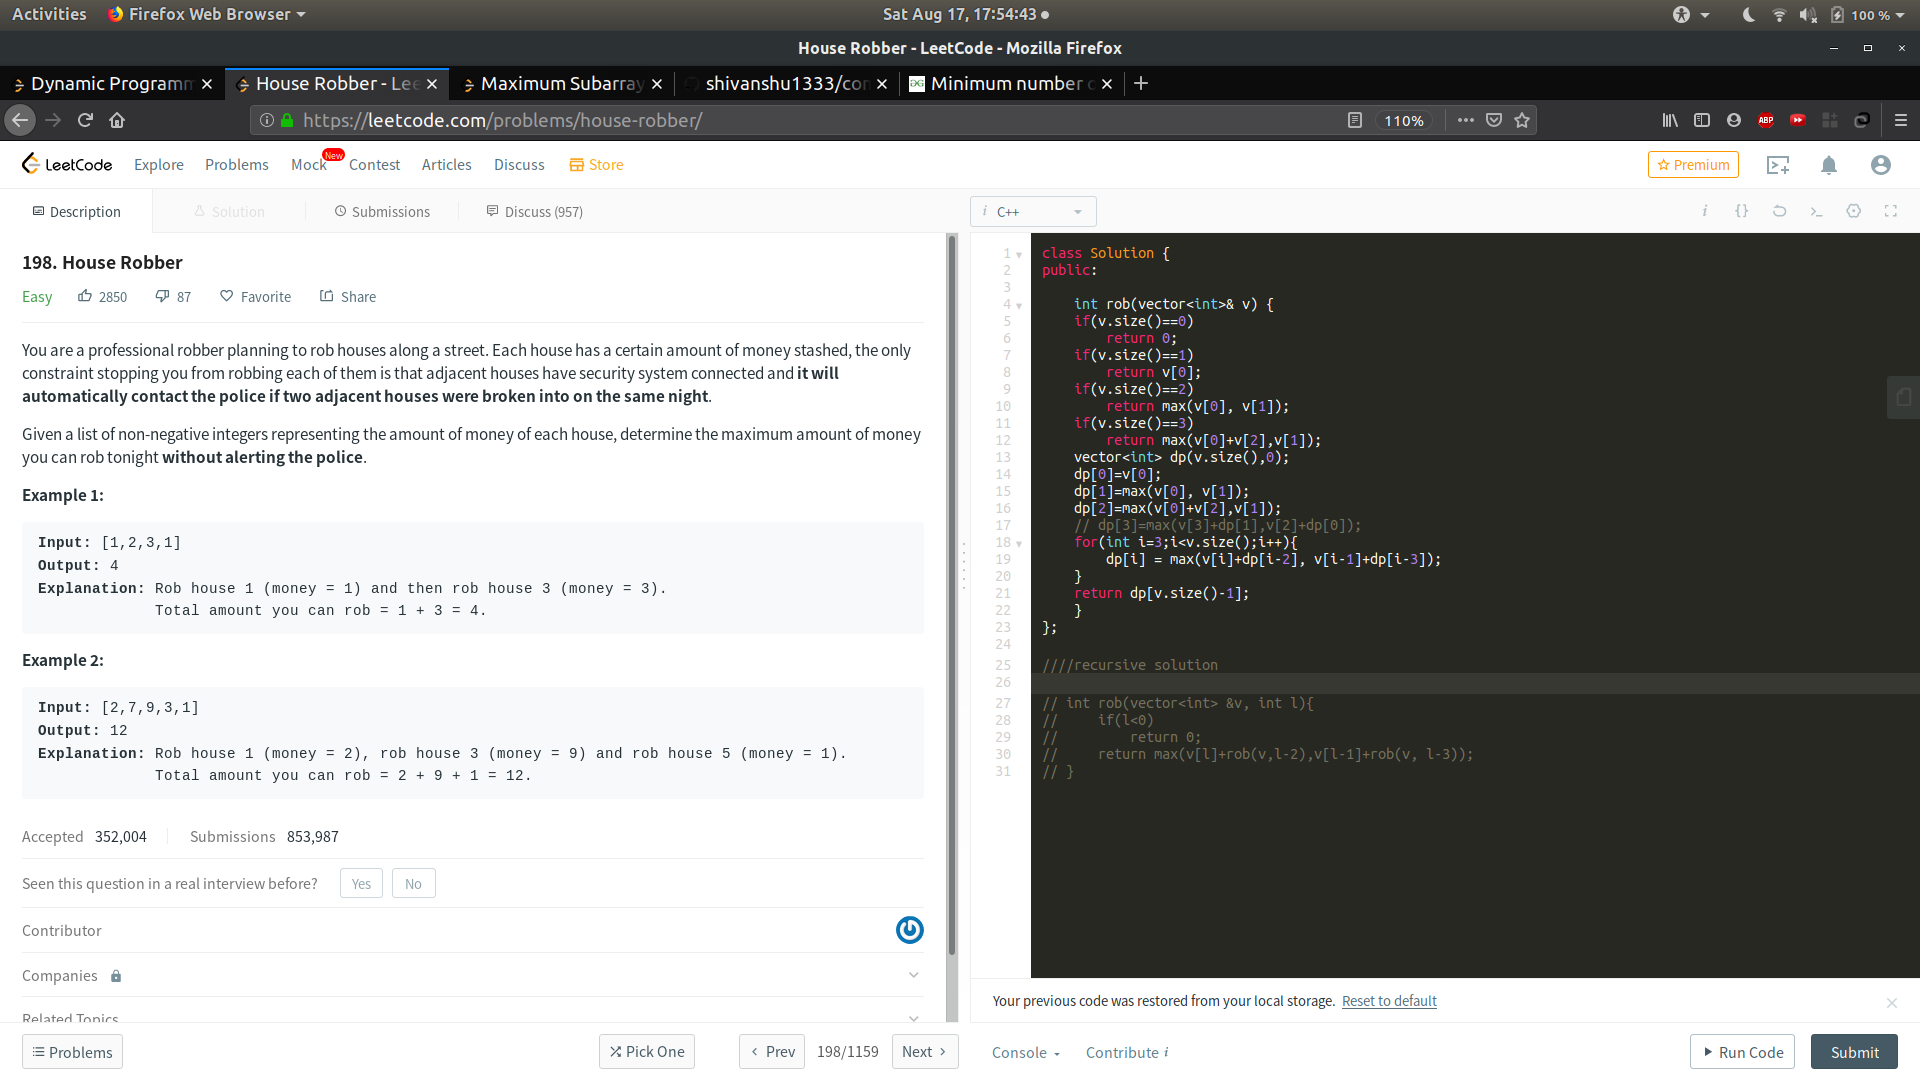 Activities Firefox Web Browser Sat Aug 17, 17:54:43 100 %
House Robber - LeetCode - Mozilla Firefox
Dynamic Programm House Robber - Lee Maximum Subarray shivanshu1333/con Minimum number
https://leetcode.com/problems/house-robber/ 110% ABP
LeetCode Explore Problems Mock New Contest Articles Discuss Store Premium
Description Solution Submissions Discuss (957) i C++
198. House Robber
Easy 2850 87 Favorite Share
You are a professional robber planning to rob houses along a street. Each house has a certain amount of money stashed, the only
constraint stopping you from robbing each of them is that adjacent houses have security system connected and it will
automatically contact the police if two adjacent houses were broken into on the same night.
Given a list of non-negative integers representing the amount of money of each house, determine the maximum amount of money
you can rob tonight without alerting the police.
Example 1:
Input: [1,2,3,1]
Output: 4
Explanation: Rob house 1 (money = 1) and then rob house 3 (money = 3).
Total amount you can rob = 1 + 3 = 4.
Example 2:
Input: [2,7,9,3,1]
Output: 12
Explanation: Rob house 1 (money = 2), rob house 3 (money = 9) and rob house 5 (money = 1).
Total amount you can rob = 2 + 9 + 1 = 12.
Accepted 352,004 Submissions 853,987
Seen this question in a real interview before? Yes No
Contributor
Companies
Related Topics
Problems Pick One Prev 198/1159 Next
1 class Solution {
2 public:
3
4 int rob(vector<int>& v) {
5 if(v.size()==0)
6 return 0;
7 if(v.size()==1)
8 return v[0];
9 if(v.size()==2)
10 return max(v[0], v[1]);
11 if(v.size()==3)
12 return max(v[0]+v[2],v[1]);
13 vector<int> dp(v.size(),0);
14 dp[0]=v[0];
15 dp[1]=max(v[0], v[1]);
16 dp[2]=max(v[0]+v[2],v[1]);
17 // dp[3]=max(v[3]+dp[1],v[2]+dp[0]);
18 for(int i=3;i<v.size();i++){
19 dp[i] = max(v[i]+dp[i-2], v[i-1]+dp[i-3]);
20 }
21 return dp[v.size()-1];
22 }
23 };
24
25 ////recursive solution
26
27 // int rob(vector<int> &v, int l){
28 // if(l<0)
29 // return 0;
30 // return max(v[l]+rob(v,l-2),v[l-1]+rob(v, l-3));
31 // }
Your previous code was restored from your local storage. Reset to default
Console Contribute i Run Code Submit